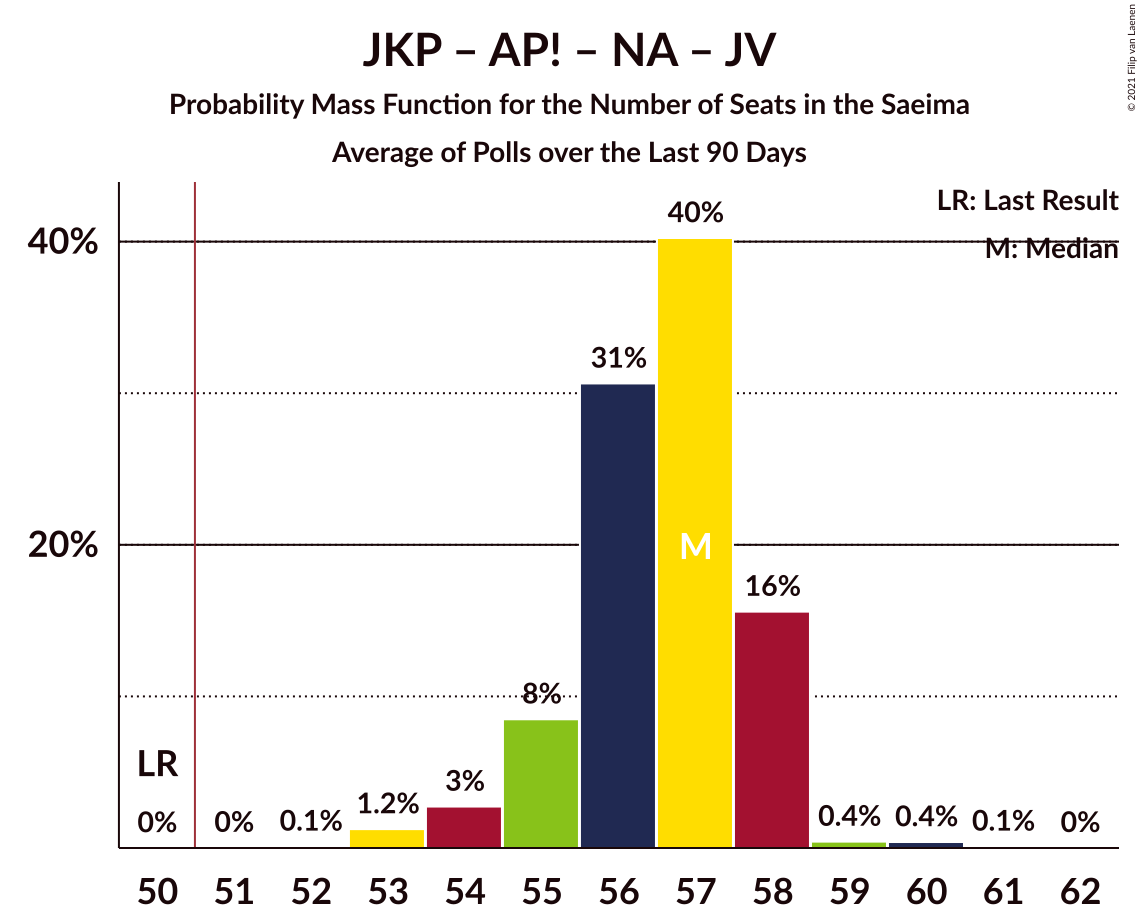 JKP – AP! – NA – JV
Probability Mass Function for the Number of Seats in the Saeima
Average of Polls over the Last 90 Days
© 2021 Filip van Laenen
LR: Last Result
M: Median
40%
20%
LR
M
0%
0%
0.1%
1.2%
3%
8%
31%
40%
16%
0.4%
0.4%
0.1%
0%
50 51 52 53 54 55 56 57 58 59 60 61 62